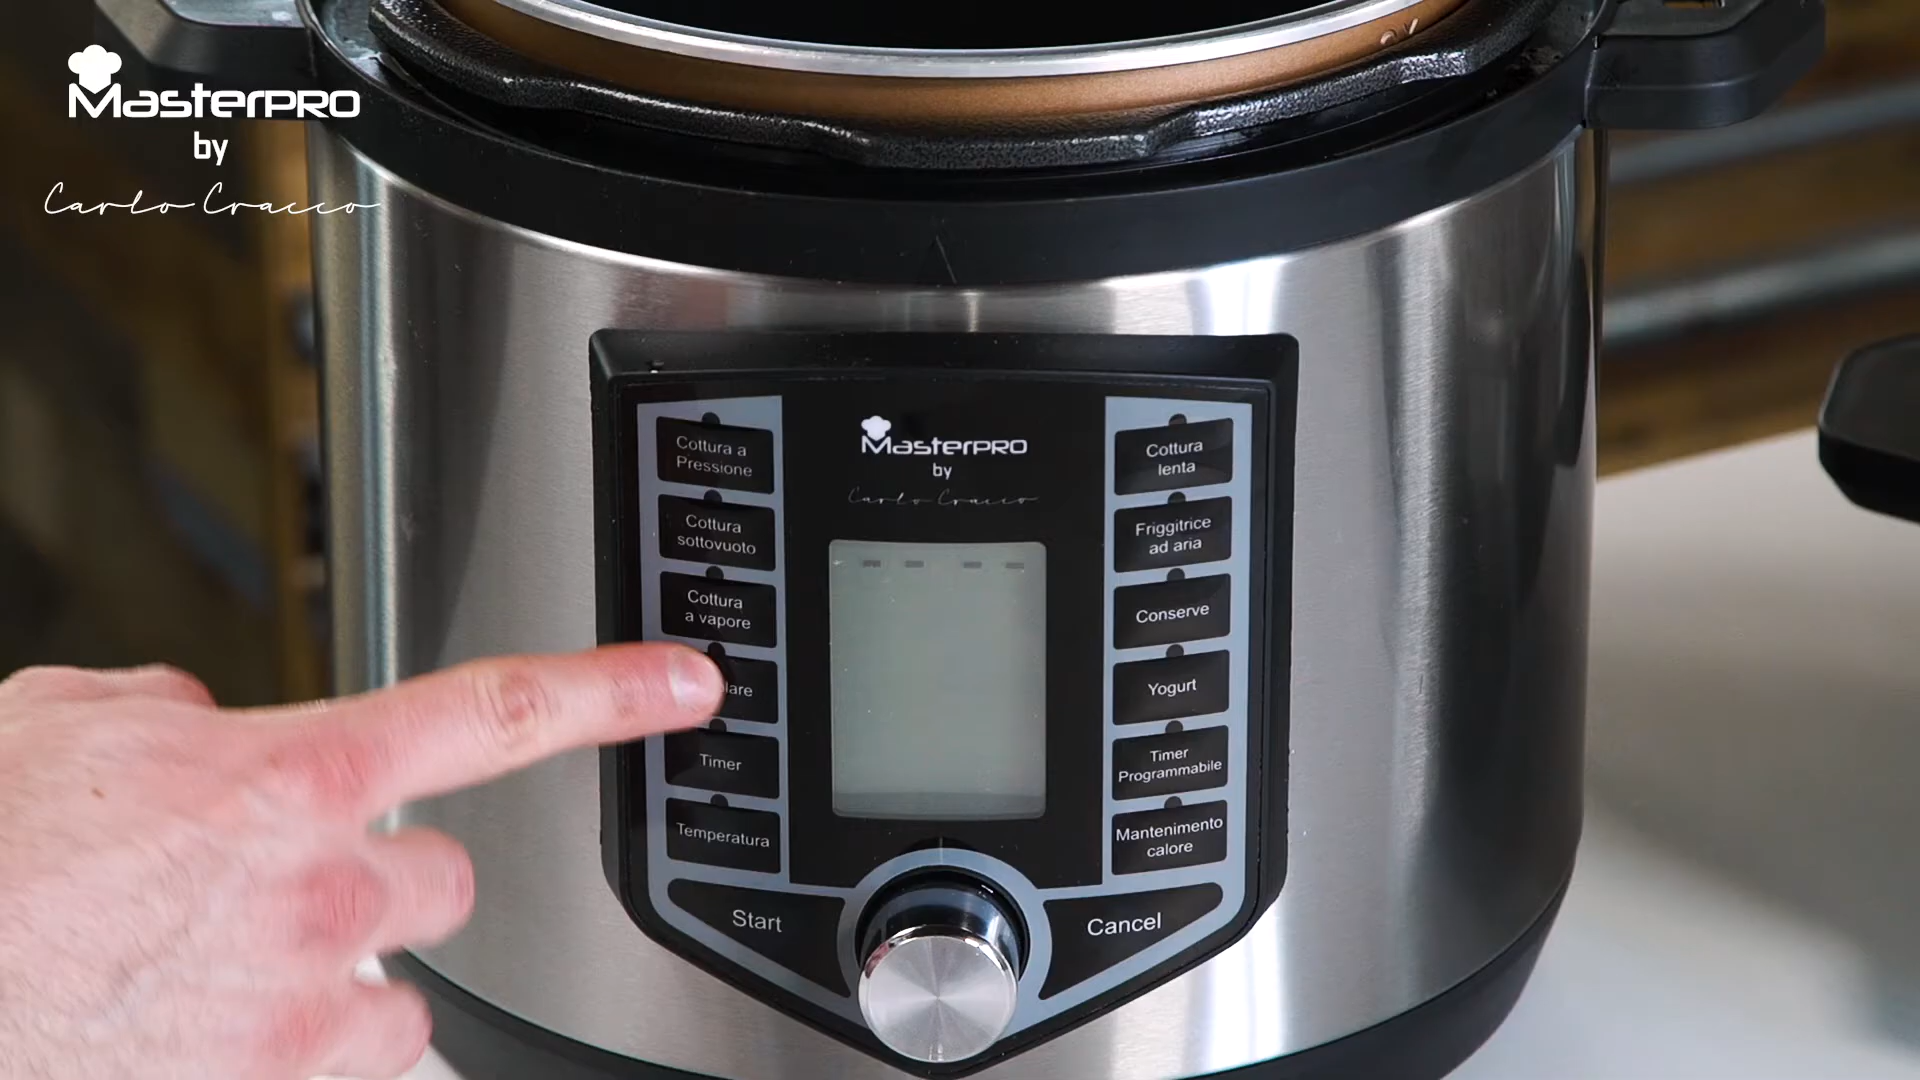 MasterPRO
by
Carlo Cracco
MasterPRO
by
Carlo Cracco
Cottura a
Pressione
Cottura
sottovuoto
Cottura
a vapore
Timer
Temperatura
Cottura
lenta
Friggitrice
ad aria
Conserve
Yogurt
Timer
Programmabile
Mantenimento
calore
Start
Cancel